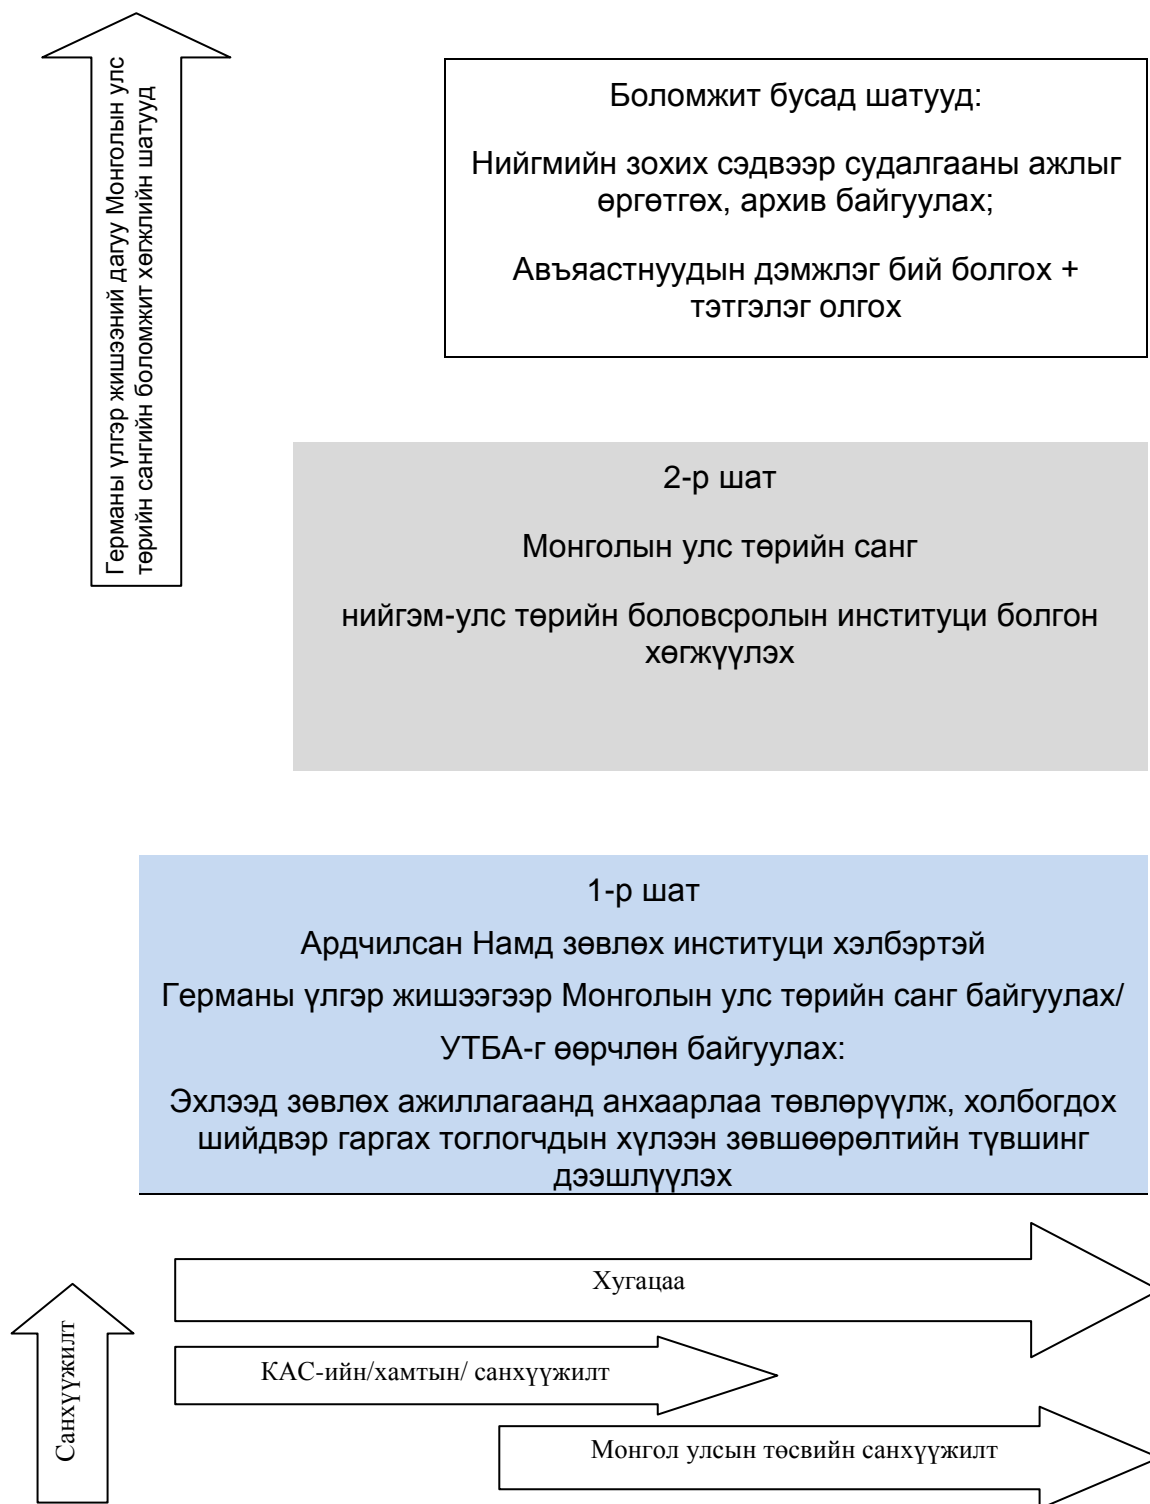 Германы үлгэр жишээний дагуу Монголын улс
төрийн сангийн боломжит хөгжлийн шатууд
Боломжит бусад шатууд:
Нийгмийн зохих сэдвээр судалгааны ажлыг
өргөтгөх, архив байгуулах;
Авъяастнуудын дэмжлэг бий болгох +
тэтгэлэг олгох
2-р шат
Монголын улс төрийн санг
нийгэм-улс төрийн боловсролын институци болгон
хөгжүүлэх
1-р шат
Ардчилсан Намд зөвлөх институци хэлбэртэй
Германы үлгэр жишээгээр Монголын улс төрийн санг байгуулах/
УТБА-г өөрчлөн байгуулах:
Эхлээд зөвлөх ажиллагаанд анхаарлаа төвлөрүүлж, холбогдох
шийдвэр гаргах тоглогчдын хүлээн зөвшөөрөлтийн түвшинг
дээшлүүлэх
Хугацаа
Санхүүжилт
КАС-ийн/хамтын/ санхүүжилт
Монгол улсын төсвийн санхүүжилт